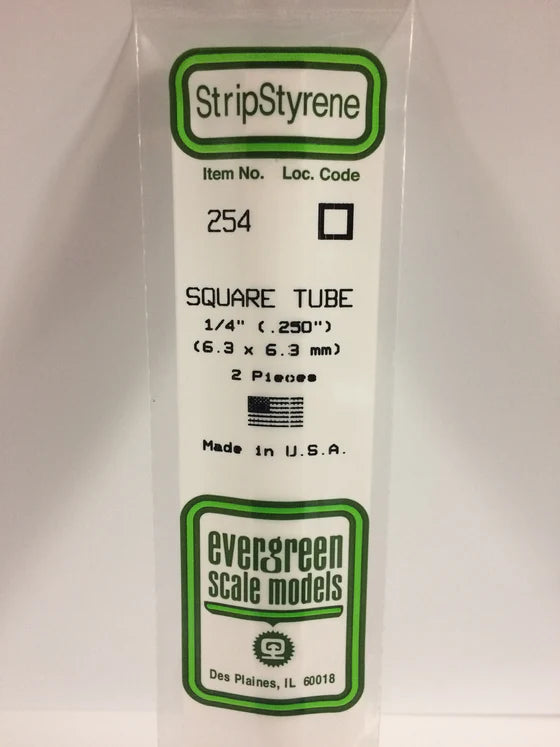 StripStyrene
Item No. Loc. Code
254
SQUARE TUBE
1/4" (.250")
(6.3 x 6.3 mm)
2 Pieces
Made in U.S.A.
evergreen
scale models
Des Plaines, IL 60018